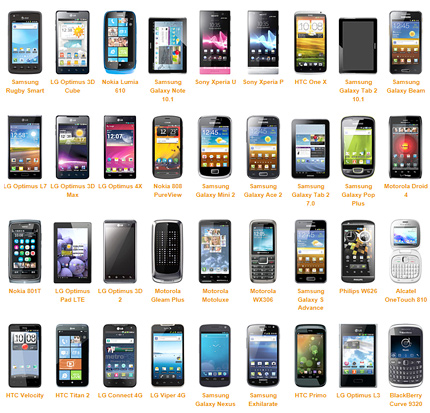 Samsung Rugby Smart
LG Optimus 3D Cube
Nokia Lumia 610
Samsung Galaxy Note 10.1
Sony Xperia U
Sony Xperia P
HTC One X
Samsung Galaxy Tab 2 10.1
Samsung Galaxy Beam
LG Optimus L7
LG Optimus 3D Max
LG Optimus 4X
Nokia 808 PureView
Samsung Galaxy Mini 2
Samsung Galaxy Ace 2
Samsung Galaxy Tab 2 7.0
Samsung Galaxy Pop Plus
Motorola Droid 4
Nokia 801T
LG Optimus Pad LTE
LG Optimus 3D 2
Motorola Gleam Plus
Motorola Motoluxe
Motorola WX306
Samsung Galaxy S Advance
Philips W626
Alcatel OneTouch 810
HTC Velocity
HTC Titan 2
LG Connect 4G
LG Viper 4G
Samsung Galaxy Nexus
Samsung Exhilarate
HTC Primo
LG Optimus L3
BlackBerry Curve 9320